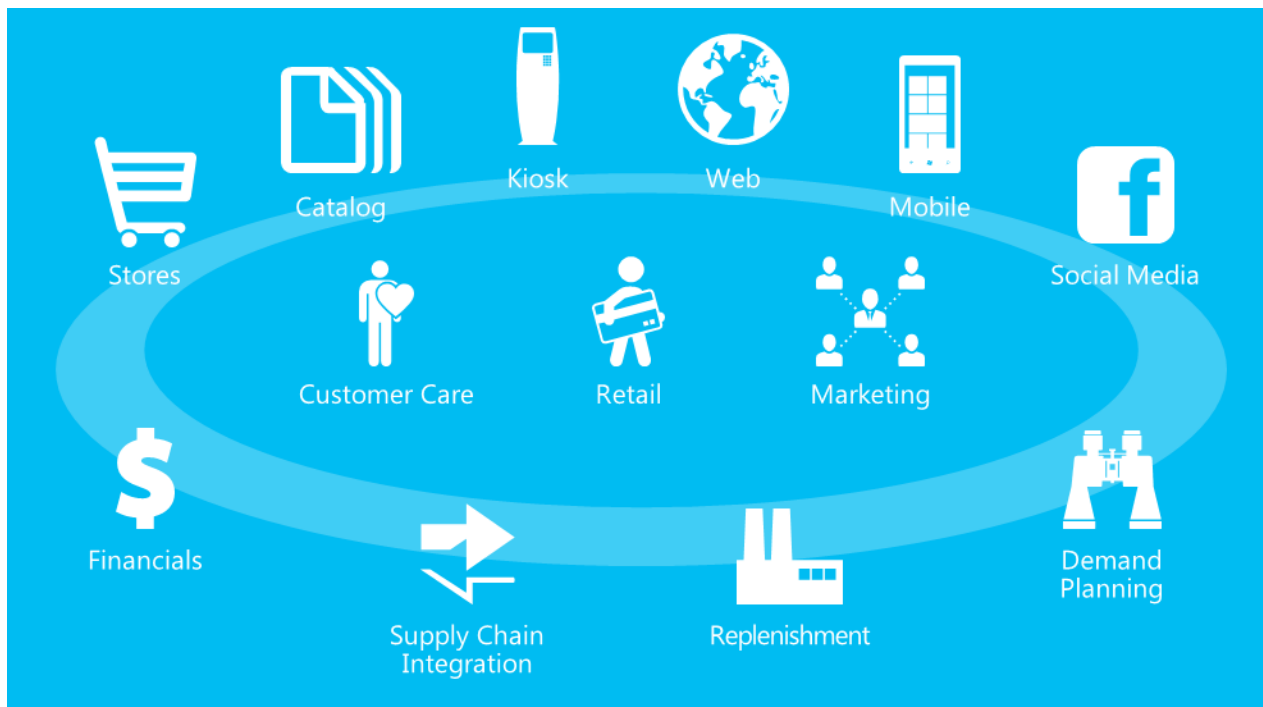 Kiosk
Web
Catalog
Mobile
Stores
Social Media
Customer Care
Retail
Marketing
Financials
Demand
Planning
Supply Chain
Integration
Replenishment